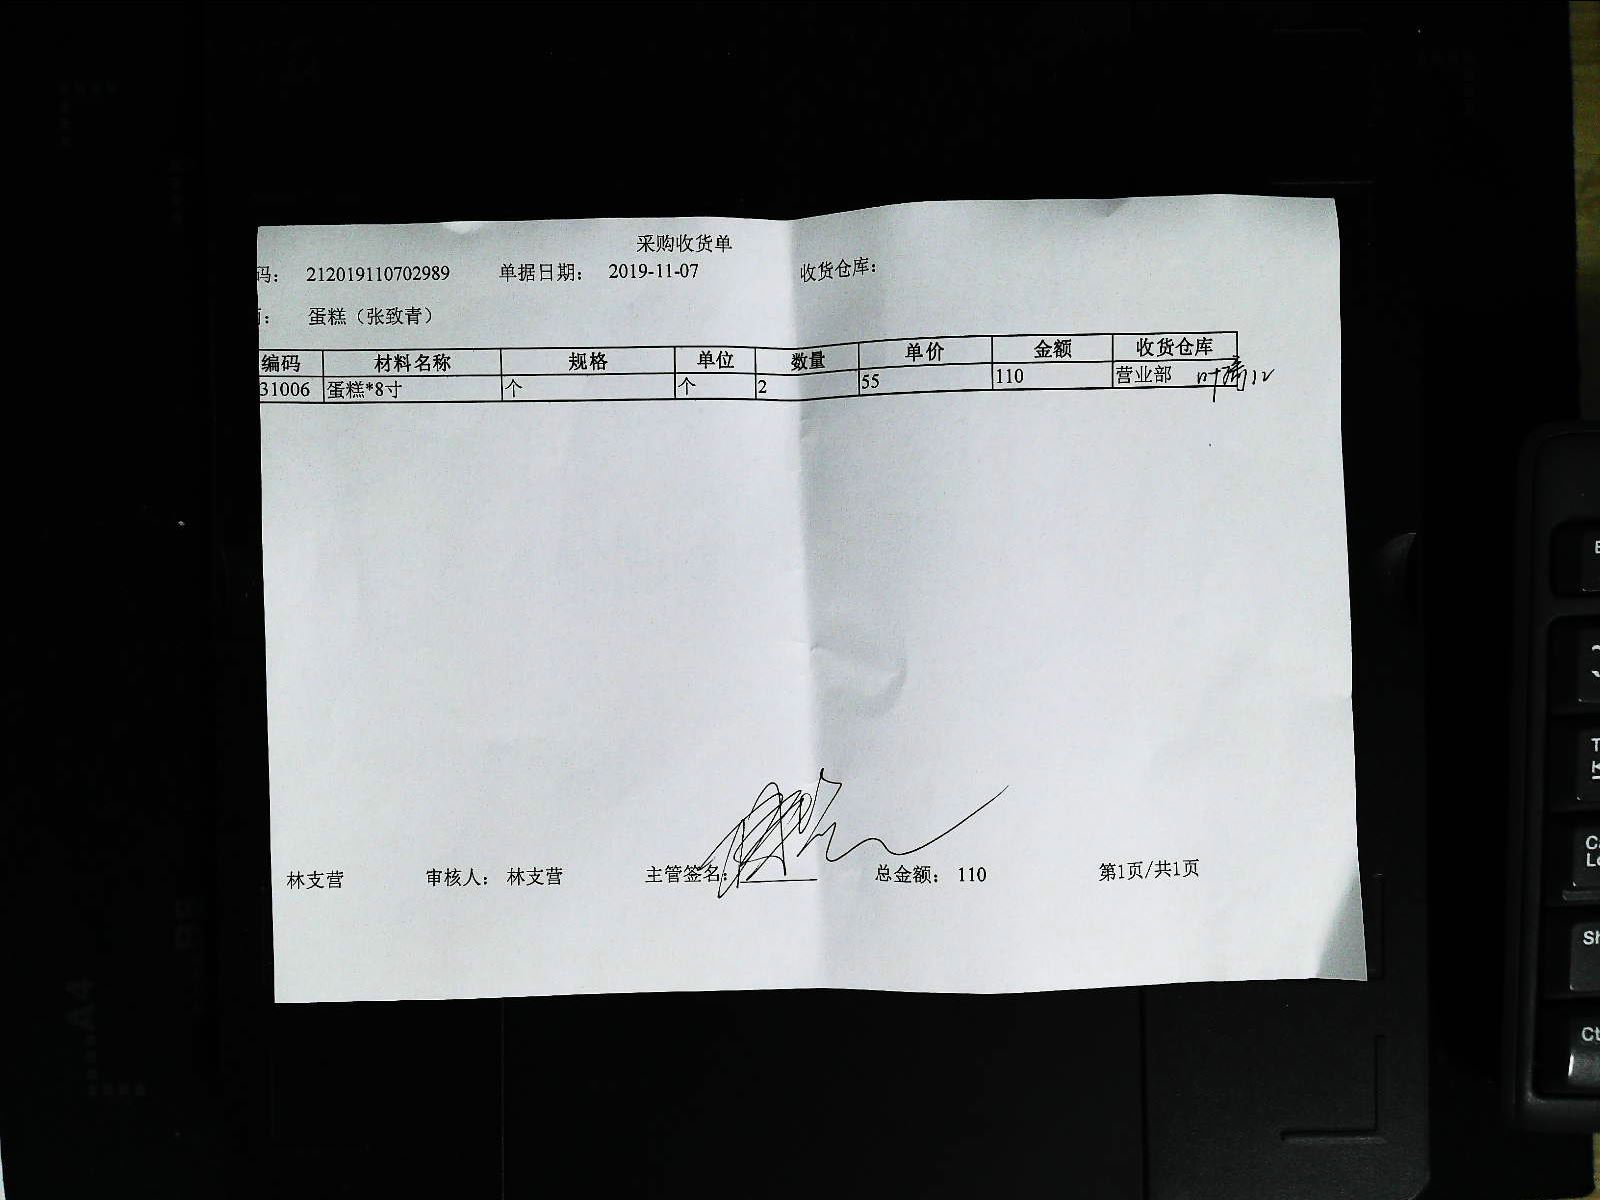 采购收货单
码： 212019110702989 单据日期： 2019-11-07 收货仓库：
蛋糕（张致青）
编码 材料名称 规格 单位 数量 单价 金额 收货仓库
31006 蛋糕*8寸 个 个 2 55 110 营业部
林支营 审核人： 林支营 主管签名： 总金额： 110 第1页/共1页
A4